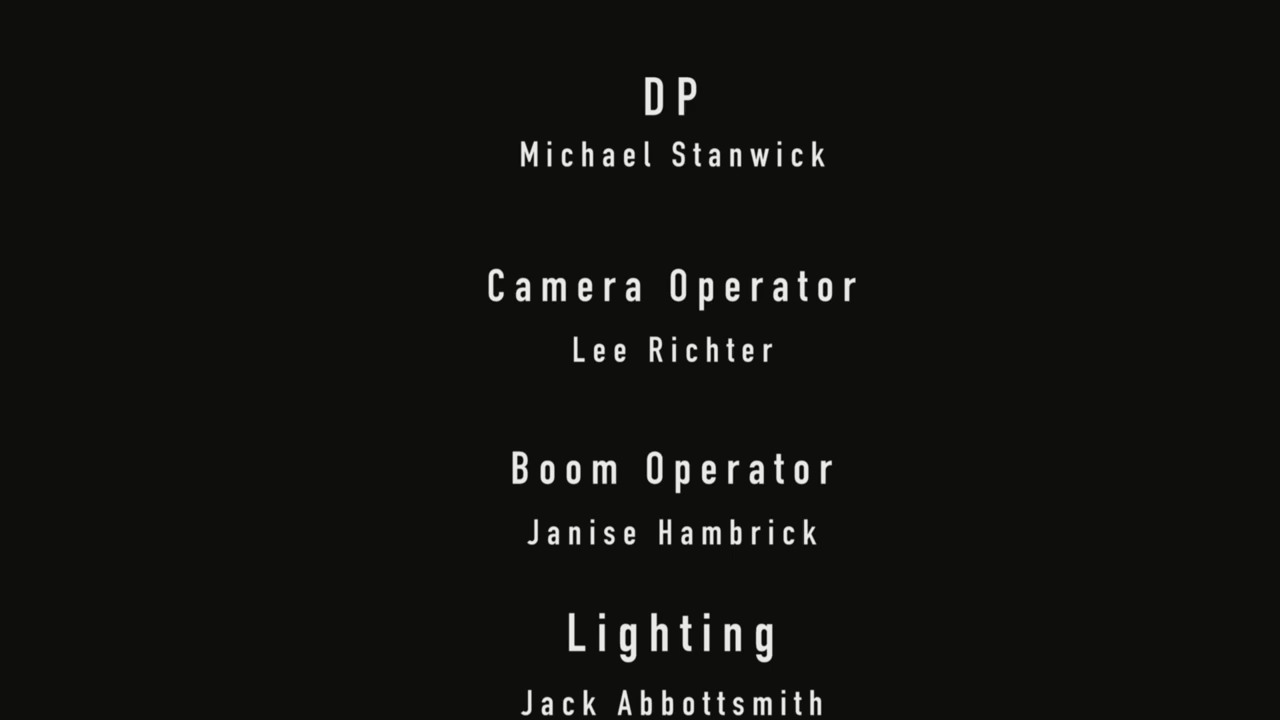 DP
Michael Stanwick
Camera Operator
Lee Richter
Boom Operator
Janise Hambrick
Lighting
Jack Abbottsmith